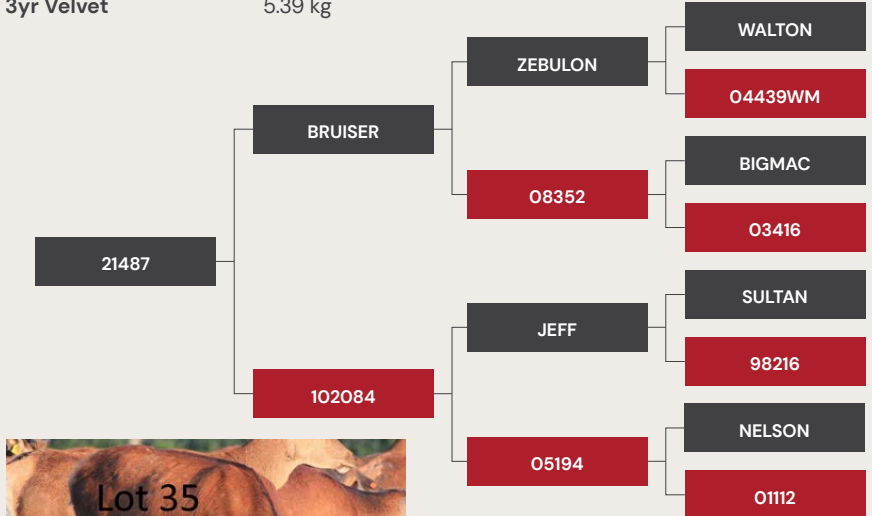 3yr Velvet 5.39 kg
WALTON
ZEBULON
04439WM
BRUISER
BIGMAC
08352
03416
21487
SULTAN
JEFF
98216
102084
NELSON
05194
01112
Lot 35